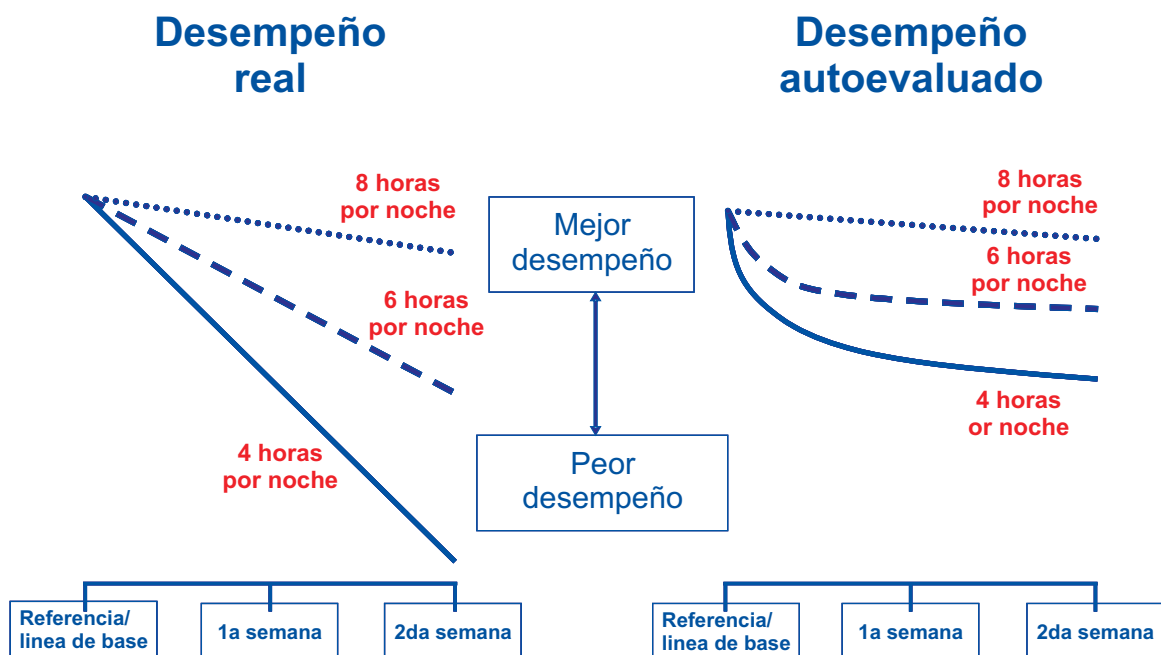 Desempeño
real
8 horas
por noche
6 horas
por noche
4 horas
por noche
Referencia/
linea de base
1a semana
2da semana
Mejor
desempeño
Peor
desempeño
Desempeño
autoevaluado
8 horas
por noche
6 horas
por noche
4 horas
or noche
Referencia/
linea de base
1a semana
2da semana